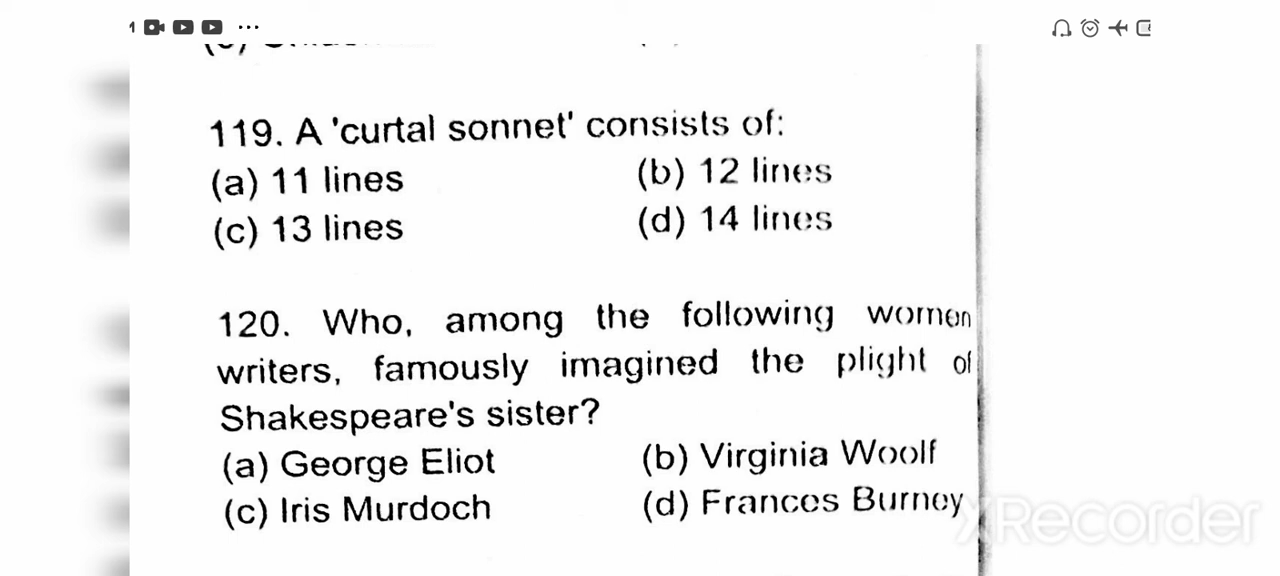 119. A 'curtal sonnet' consists of:
(a) 11 lines (b) 12 lines
(c) 13 lines (d) 14 lines
120. Who, among the following women
writers, famously imagined the plight of
Shakespeare's sister?
(a) George Eliot (b) Virginia Woolf
(c) Iris Murdoch (d) Frances Burney
XRecorder